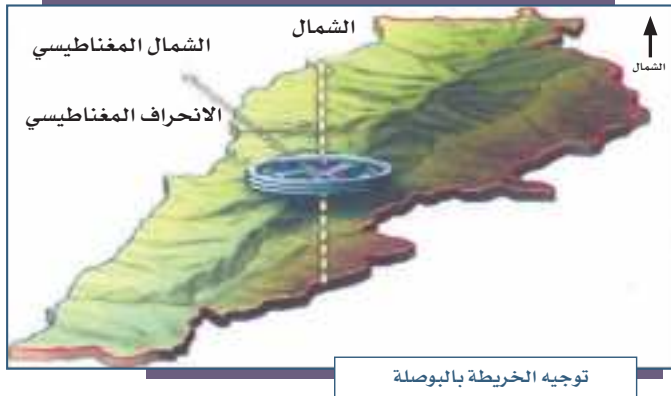 الشمال
الشمال المغناطيسي
الشمال
الانحراف المغناطيسي
توجيه الخريطة بالبوصلة